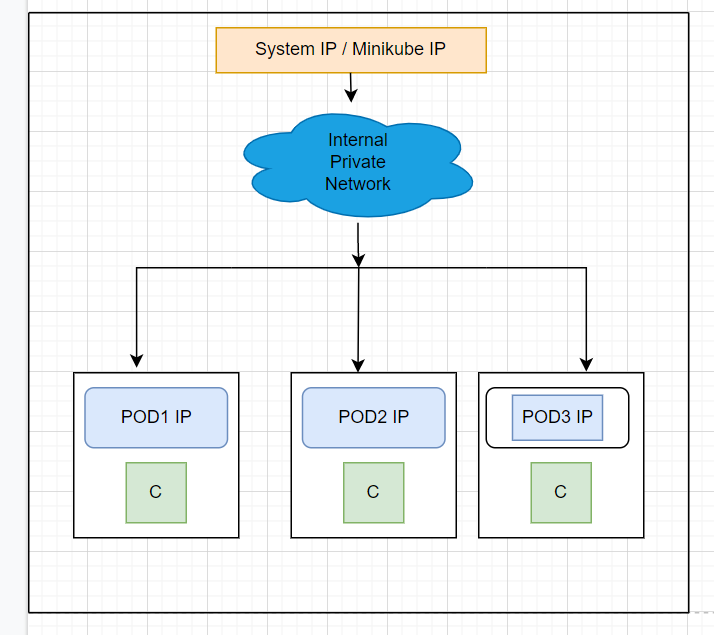 System IP / Minikube IP
Internal
Private
Network
POD1 IP
POD2 IP
POD3 IP
C
C
C